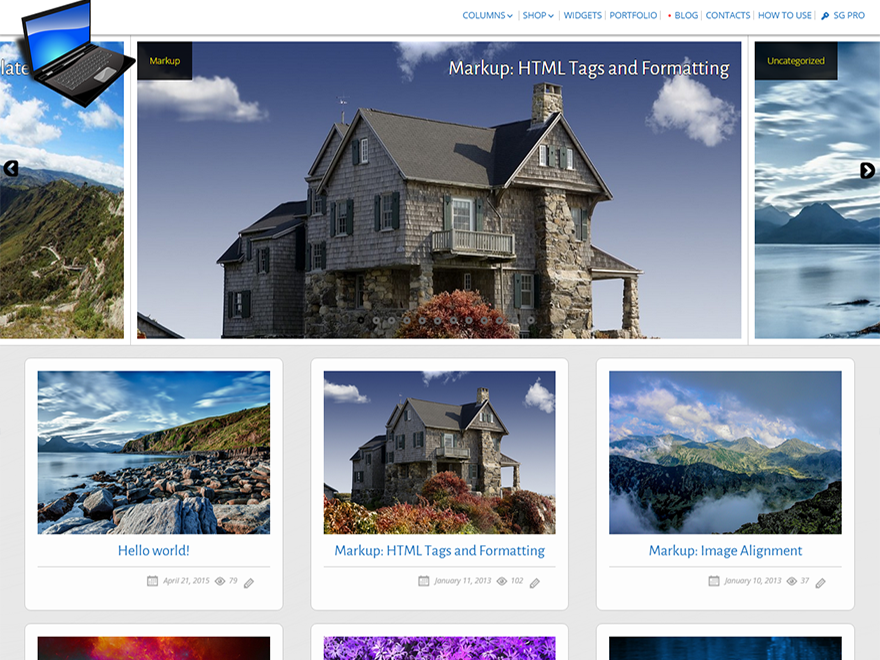 COLUMNS SHOP WIDGETS PORTFOLIO BLOG CONTACTS HOW TO USE SG PRO
late
Markup
Markup: HTML Tags and Formatting
Uncategorized
Hello world!
April 21, 2015 79
Markup: HTML Tags and Formatting
January 11, 2013 102
Markup: Image Alignment
January 10, 2013 37